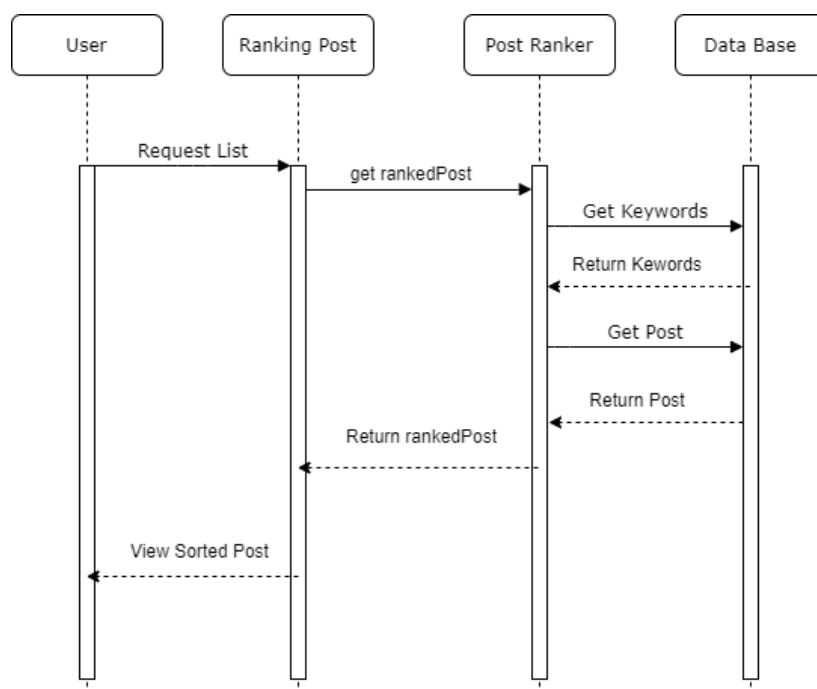 User
Ranking Post
Post Ranker
Data Base
Request List
get rankedPost
Get Keywords
Return Kewords
Get Post
Return Post
Return rankedPost
View Sorted Post